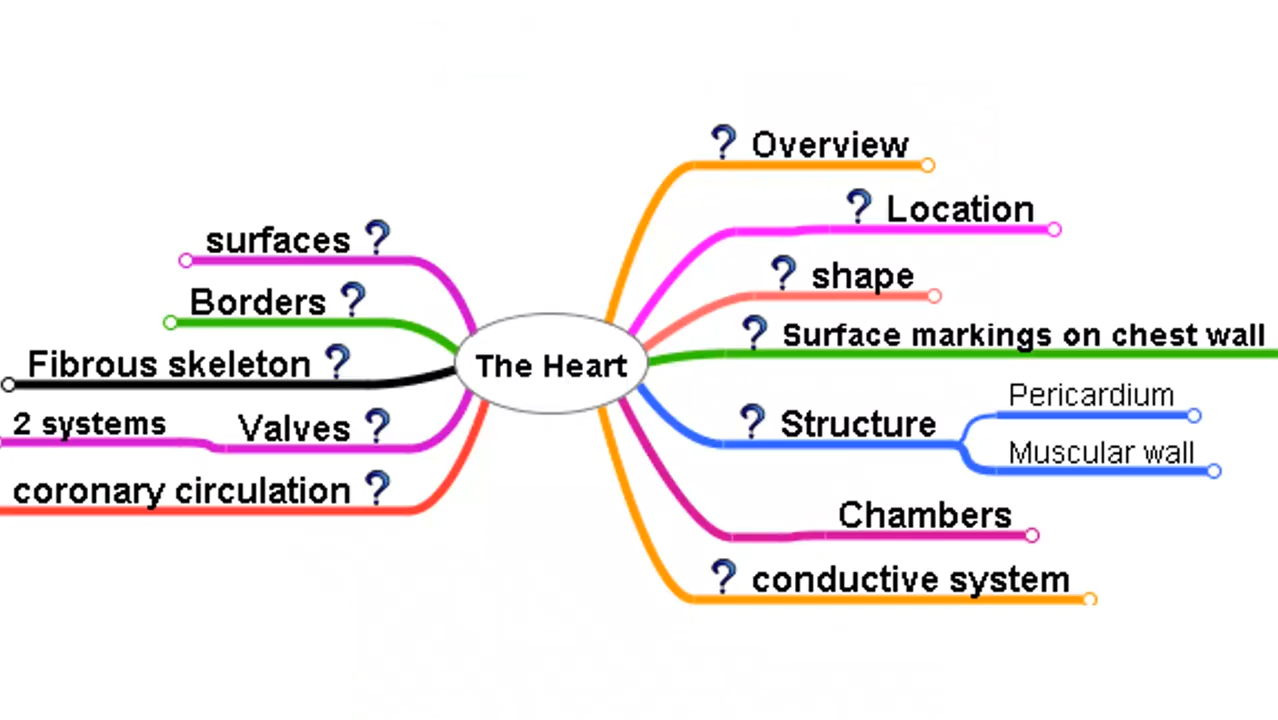 The Heart
? Overview
? Location
? shape
? Surface markings on chest wall
? Structure
Pericardium
Muscular wall
Chambers
? conductive system
surfaces ?
Borders ?
Fibrous skeleton ?
2 systems Valves ?
coronary circulation ?